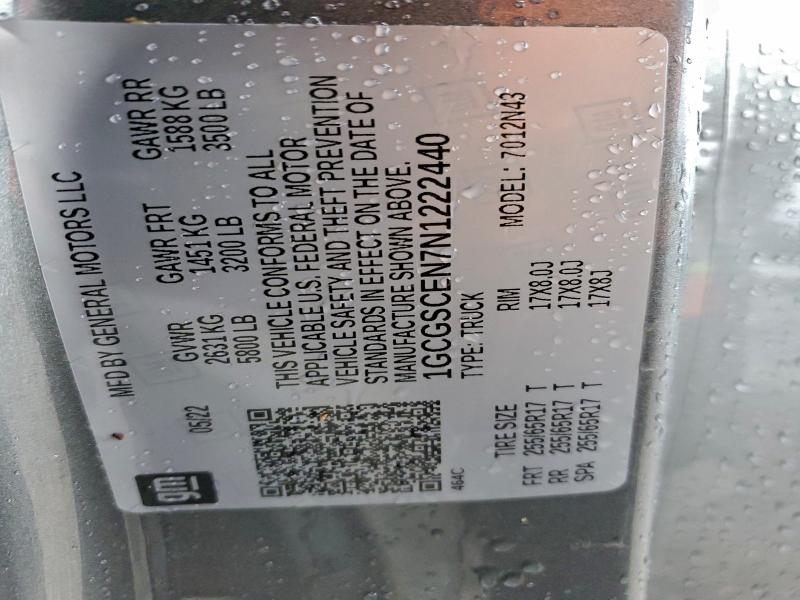 gm
MFD BY GENERAL MOTORS LLC
05/22 GVWR GAWR FRT GAWR RR
2631 KG 1451 KG 1588 KG
5800 LB 3200 LB 3500 LB
THIS VEHICLE CONFORMS TO ALL
APPLICABLE U.S. FEDERAL MOTOR
VEHICLE SAFETY AND THEFT PREVENTION
STANDARDS IN EFFECT ON THE DATE OF
MANUFACTURE SHOWN ABOVE.
1GCGSCEN7N1222440
464C TYPE: TRUCK
MODEL: 7012N43
TIRE SIZE RIM
FRT 255/65R17 T 17X8.0J
RR 255/65R17 T 17X8.0J
SPA 255/65R17 T 17X8J